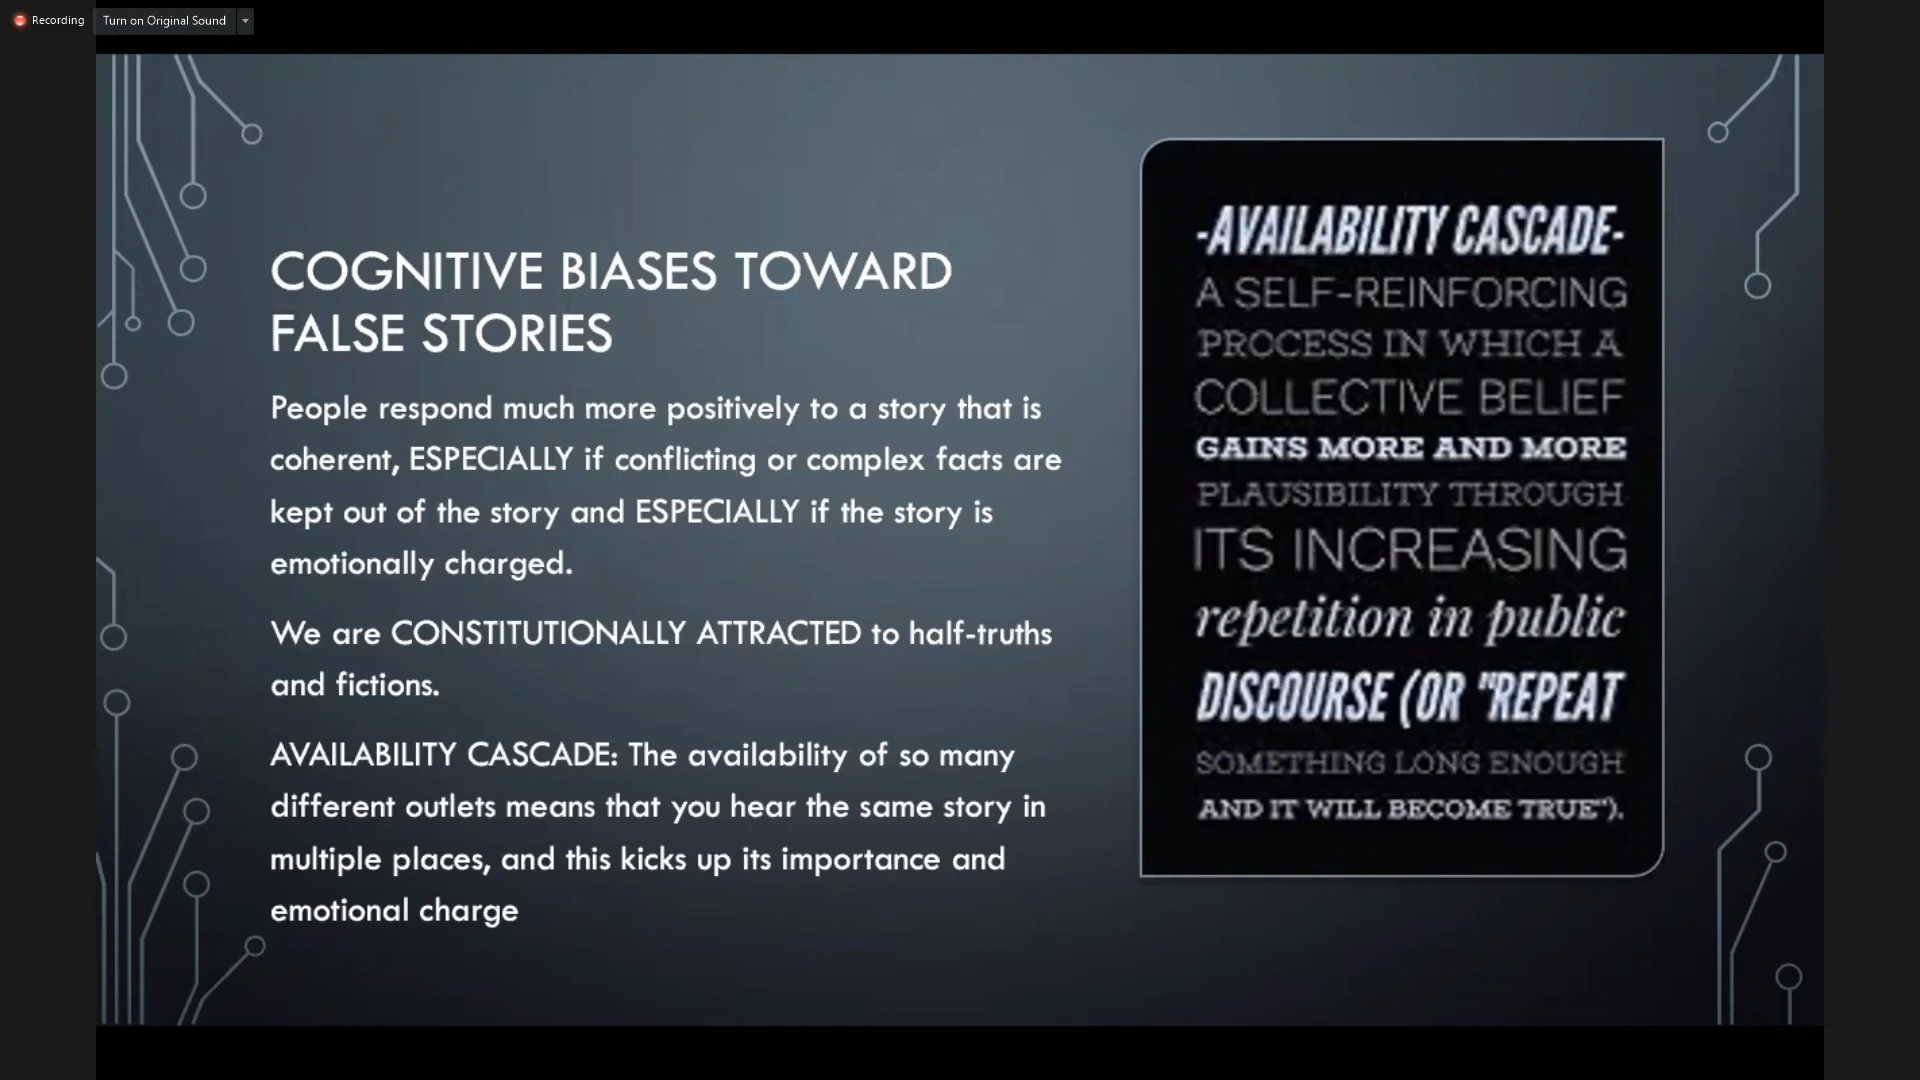 Recording
Turn on Original Sound
COGNITIVE BIASES TOWARD
FALSE STORIES
People respond much more positively to a story that is
coherent, ESPECIALLY if conflicting or complex facts are
kept out of the story and ESPECIALLY if the story is
emotionally charged.
We are CONSTITUTIONALLY ATTRACTED to half-truths
and fictions.
AVAILABILITY CASCADE: The availability of so many
different outlets means that you hear the same story in
multiple places, and this kicks up its importance and
emotional charge
-AVAILABILITY CASCADE-
A SELF-REINFORCING
PROCESS IN WHICH A
COLLECTIVE BELIEF
GAINS MORE AND MORE
PLAUSIBILITY THROUGH
ITS INCREASING
repetition in public
DISCOURSE (OR "REPEAT
SOMETHING LONG ENOUGH
AND IT WILL BECOME TRUE").